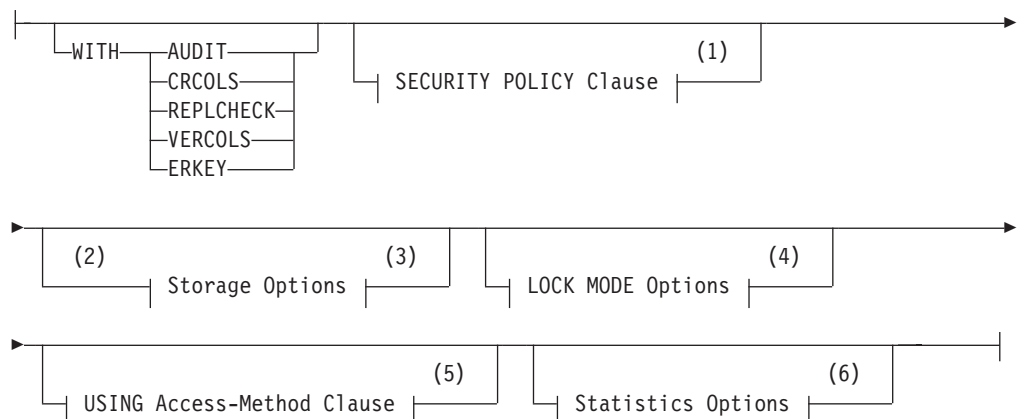 WITH AUDIT (1)
CRCOLS SECURITY POLICY Clause
REPLCHECK
VERCOLS
ERKEY
(2) (3) (4)
Storage Options LOCK MODE Options
(5) (6)
USING Access-Method Clause Statistics Options